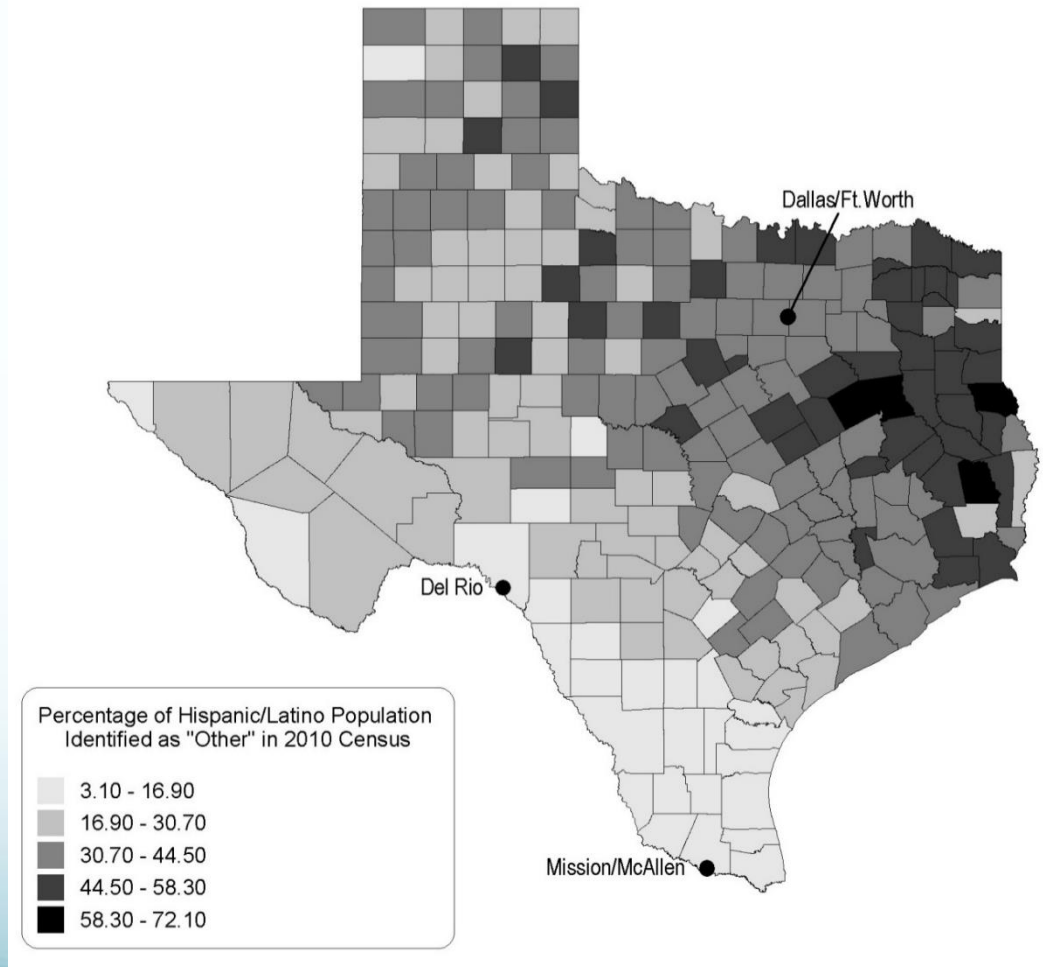 Dallas/Ft.Worth
Del Rio
Mission/McAllen
Percentage of Hispanic/Latino Population
Identified as "Other" in 2010 Census
3.10 - 16.90
16.90 - 30.70
30.70 - 44.50
44.50 - 58.30
58.30 - 72.10